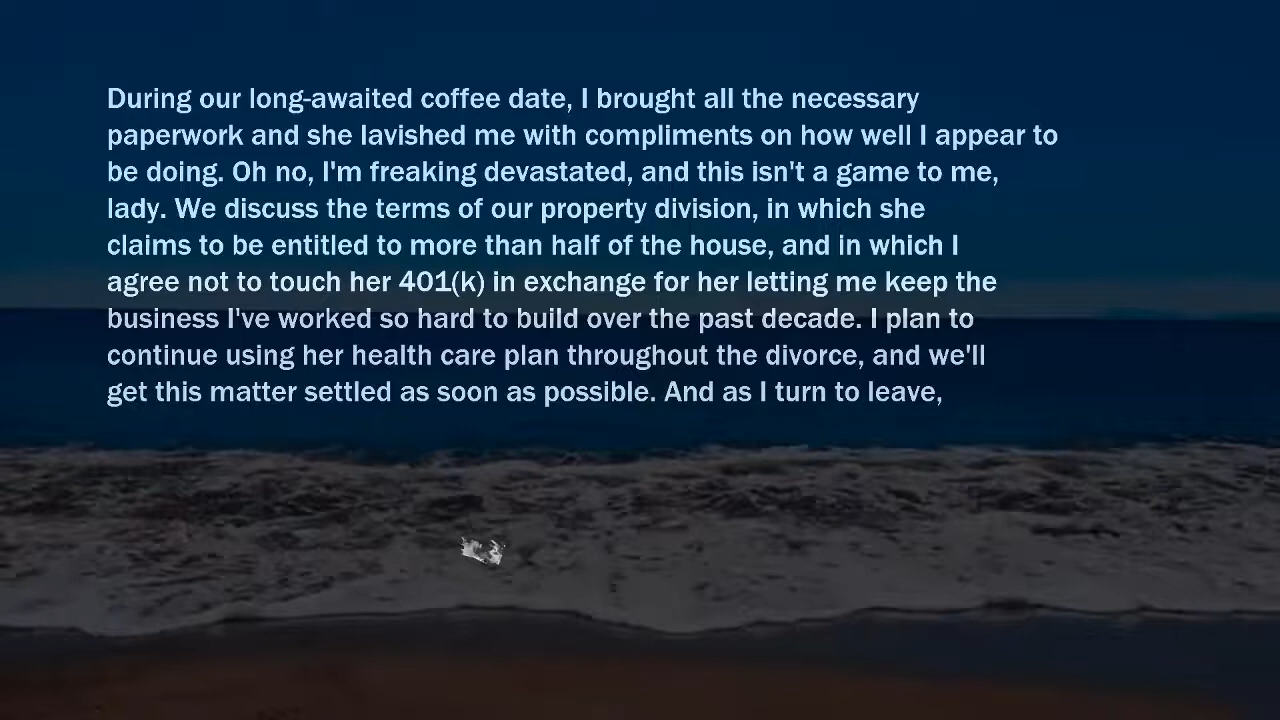 During our long-awaited coffee date, I brought all the necessary
paperwork and she lavished me with compliments on how well I appear to
be doing. Oh no, I'm freaking devastated, and this isn't a game to me,
lady. We discuss the terms of our property division, in which she
claims to be entitled to more than half of the house, and in which I
agree not to touch her 401(k) in exchange for her letting me keep the
business I've worked so hard to build over the past decade. I plan to
continue using her health care plan throughout the divorce, and we'll
get this matter settled as soon as possible. And as I turn to leave,